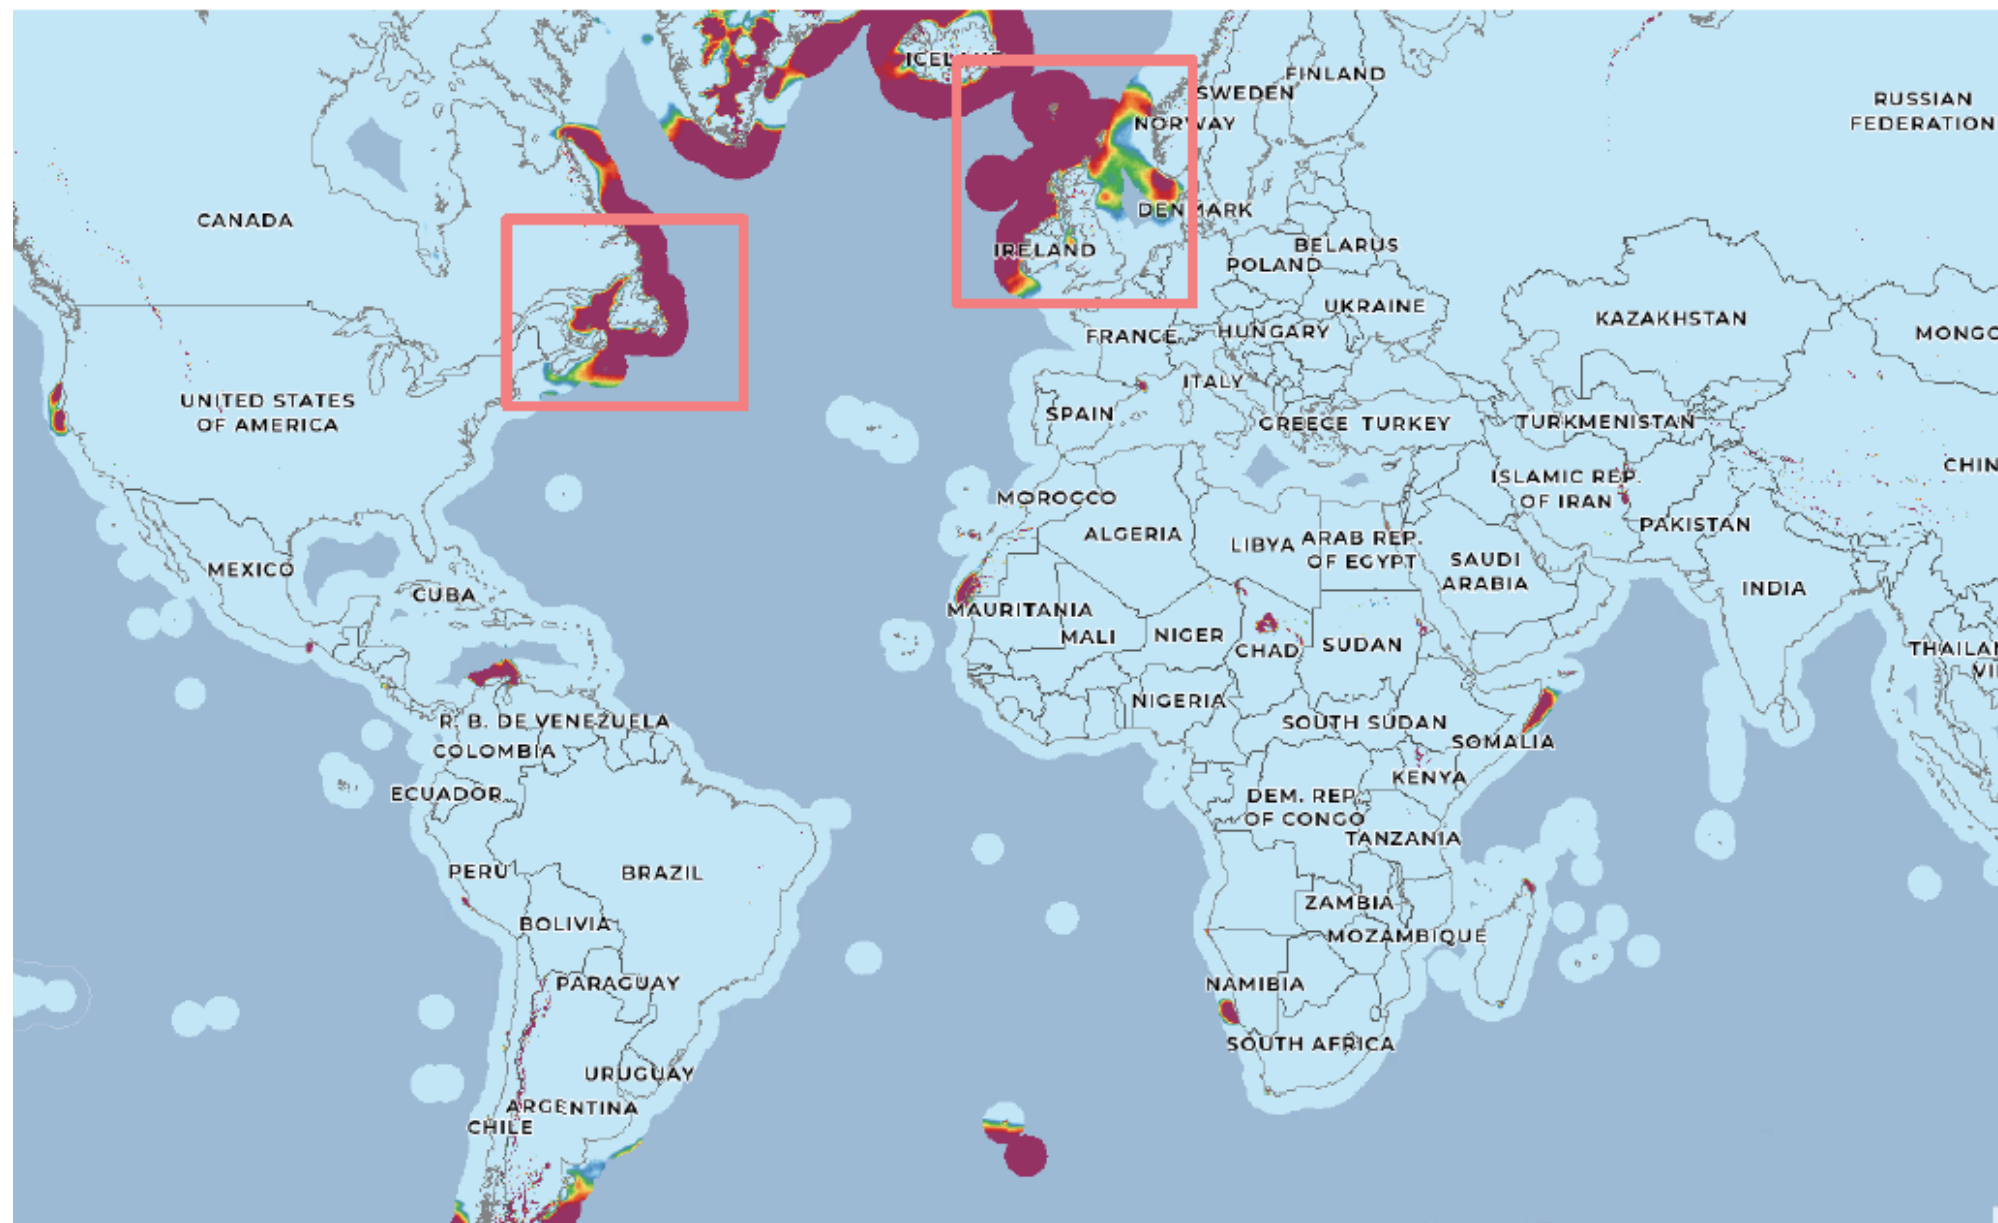 ICELAND
FINLAND
SWEDEN
RUSSIAN
FEDERATION
NORWAY
CANADA
DENMARK
IRELAND
BELARUS
POLAND
UKRAINE
KAZAKHSTAN
MONGO
FRANCE
HUNGARY
ITALY
UNITED STATES
OF AMERICA
SPAIN
GREECE
TURKEY
TURKMENISTAN
CHIN
ISLAMIC REP.
OF IRAN
MOROCCO
ALGERIA
LIBYA
ARAB REP.
OF EGYPT
PAKISTAN
SAUDI
ARABIA
MEXICO
CUBA
INDIA
MAURITANIA
MALI
NIGER
CHAD
SUDAN
THAILAN
VI
NIGERIA
R. B. DE VENEZUELA
SOUTH SUDAN
COLOMBIA
SOMALIA
KENYA
ECUADOR
DEM. REP.
OF CONGO
TANZANIA
PERU
BRAZIL
ZAMBIA
BOLIVIA
MOZAMBIQUE
PARAGUAY
NAMIBIA
SOUTH AFRICA
URUGUAY
ARGENTINA
CHILE